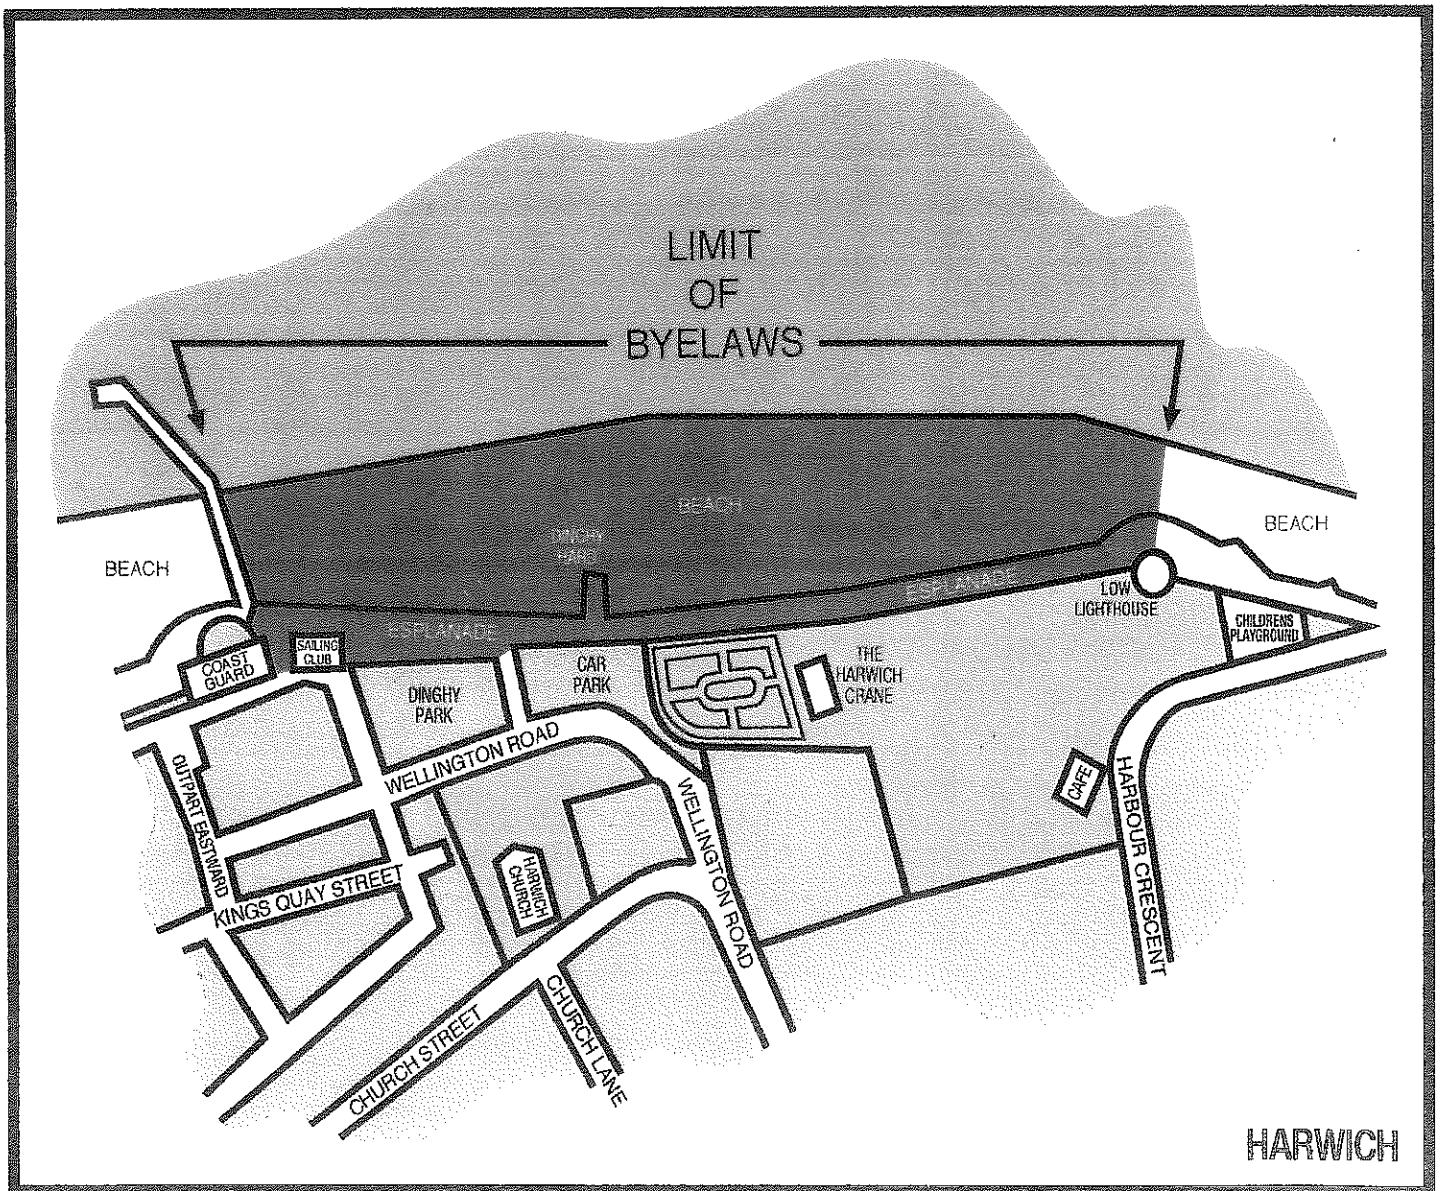 LIMIT
OF
BYELAWS
BEACH
DINGHY
BEACH
BEACH
ESPLANADE
LOW
LIGHTHOUSE
CHILDRENS
PLAYGROUND
ESPLANADE
SAILING
CLUB
COAST
GUARD
CAR
PARK
THE
HARWICH
CRANE
DINGHY
PARK
WELLINGTON ROAD
OUTPART EASTWARD
WELLINGTON ROAD
CAFE
HARBOUR CRESCENT
KINGS QUAY STREET
HARWICH
CHURCH
CHURCH STREET
CHURCH LANE
HARWICH